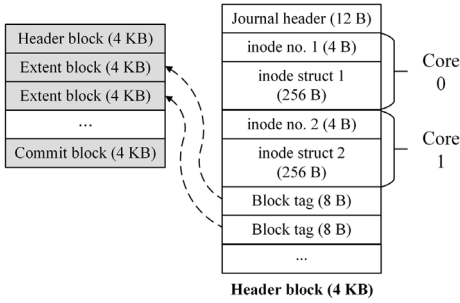 Header block (4 KB)
Extent block (4 KB)
Extent block (4 KB)
...
Commit block (4 KB)
Journal header (12 B)
inode no. 1 (4 B)
inode struct 1
(256 B)
inode no. 2 (4 B)
inode struct 2
(256 B)
Block tag (8 B)
Block tag (8 B)
...
Header block (4 KB)
Core
0
Core
1